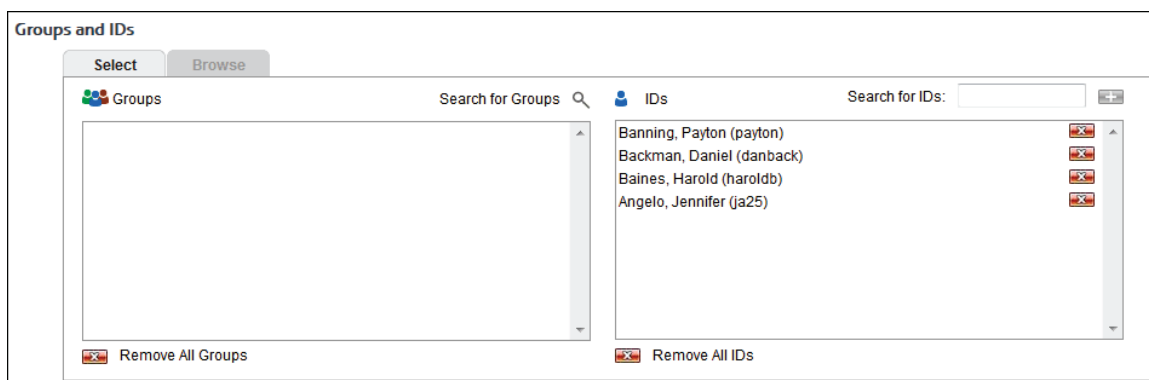 Groups and IDs
Select Browse
Groups Search for Groups IDs Search for IDs:
Banning, Payton (payton)
Backman, Daniel (danback)
Baines, Harold (haroldb)
Angelo, Jennifer (ja25)
Remove All Groups Remove All IDs